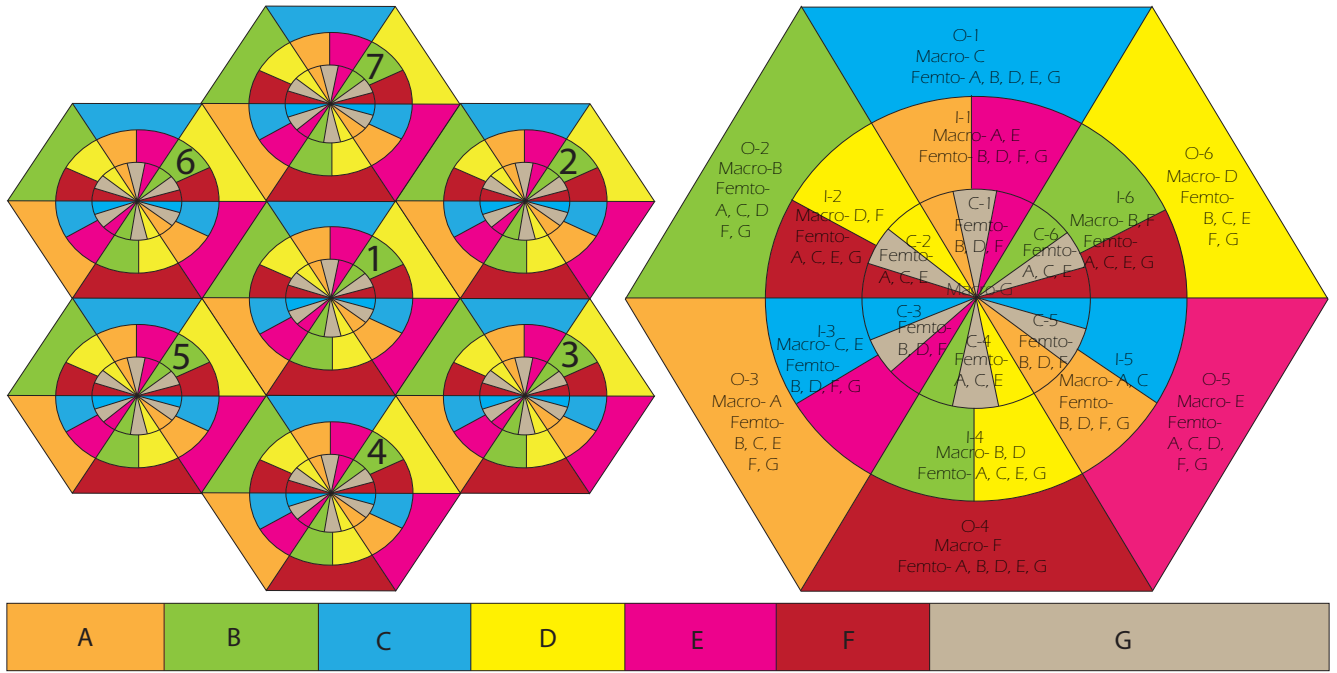 7
6
2
1
5
3
4
O-1
Macro- C
Femto- A, B, D, E, G
O-2
Macro-B
Femto-
A, C, D
F, G
O-6
Macro- D
Femto-
B, C, E
F, G
I-1
Macro- A, E
Femto- B, D, F, G
I-2
Macro- D, F
Femto-
A, C, E, G
I-6
Macro- B, F
Femto-
A, C, E, G
C-1
Femto-
B, D, F
C-2
Femto-
A, C, E
C-6
Femto-
A, C, E
Macro-G
C-3
Femto-
B, D, F
C-4
Femto-
A, C, E
C-5
Femto-
B, D, F
I-3
Macro- C, E
Femto-
B, D, F, G
I-5
Macro- A, C
Femto-
B, D, F, G
I-4
Macro- B, D
Femto- A, C, E, G
O-3
Macro- A
Femto-
B, C, E
F, G
O-5
Macro- E
Femto-
A, C, D,
F, G
O-4
Macro- F
Femto- A, B, D, E, G
A
B
C
D
E
F
G